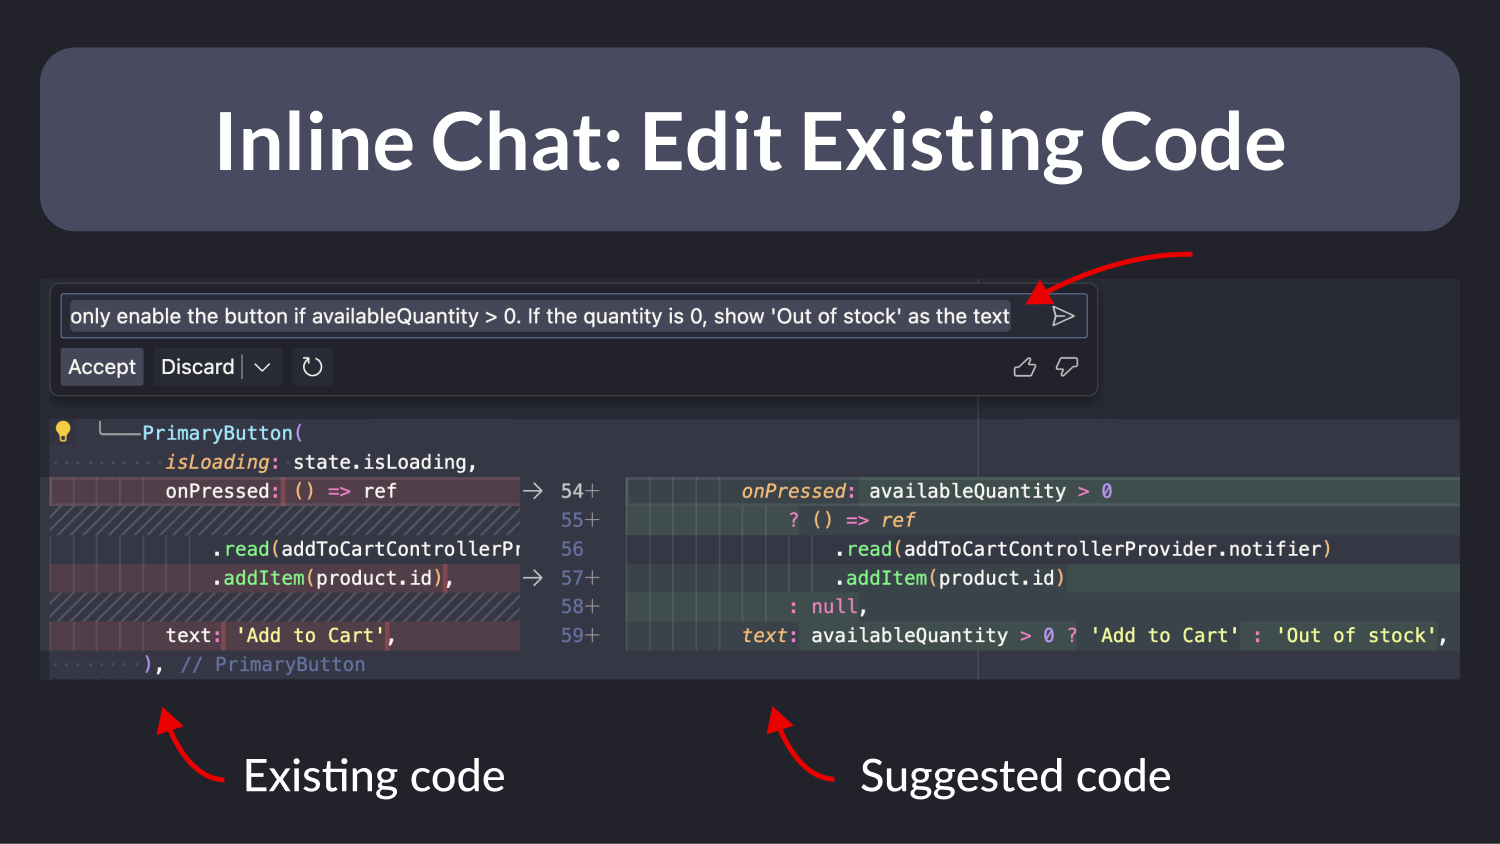 Inline Chat: Edit Existing Code
only enable the button if availableQuantity > 0. If the quantity is 0, show 'Out of stock' as the text
Accept Discard
PrimaryButton(
isLoading: state.isLoading,
onPressed: () => ref → 54+ onPressed: availableQuantity > 0
55+ ? () => ref
.read(addToCartControllerPr 56 .read(addToCartControllerProvider.notifier)
.addItem(product.id), → 57+ .addItem(product.id)
58+ : null,
text: 'Add to Cart', 59+ text: availableQuantity > 0 ? 'Add to Cart' : 'Out of stock',
), // PrimaryButton
Existing code Suggested code